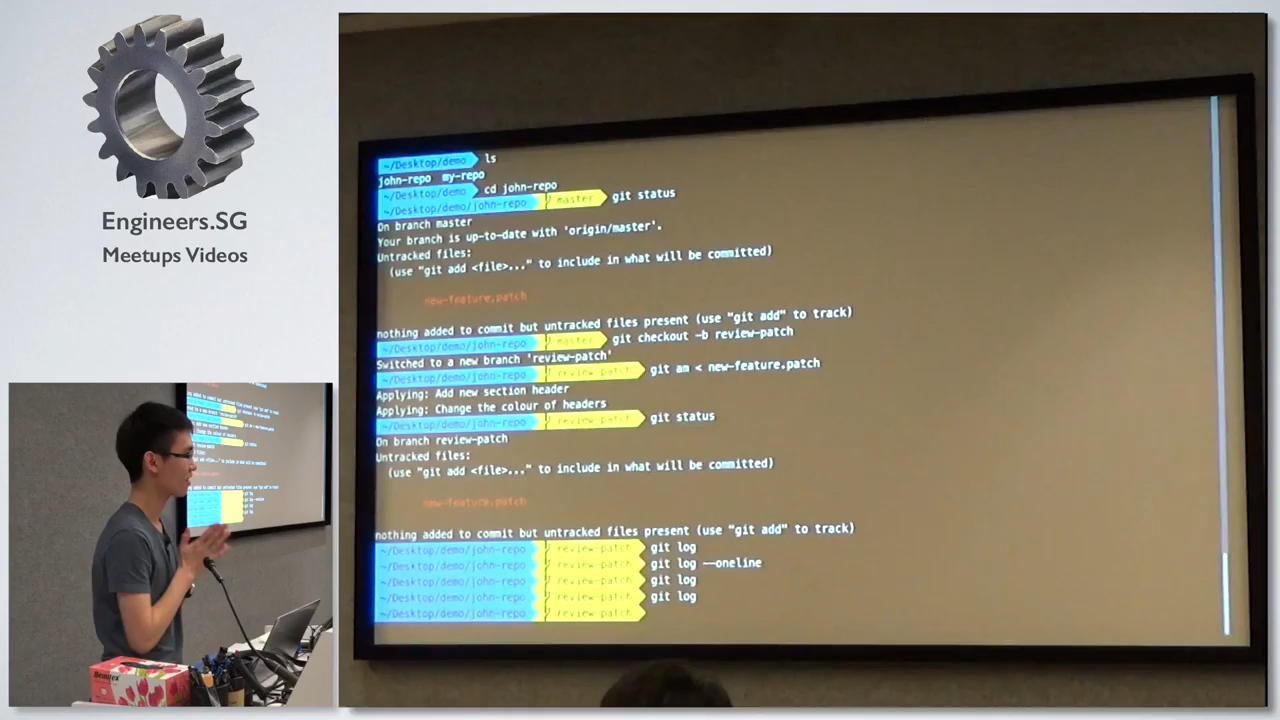 Engineers.SG
Meetups Videos
~/Desktop/demo ls
john-repo my-repo
~/Desktop/demo cd john-repo
~/Desktop/demo/john-repo master git status
On branch master
Your branch is up-to-date with 'origin/master'.
Untracked files:
(use "git add <file>..." to include in what will be committed)
new-feature.patch
nothing added to commit but untracked files present (use "git add" to track)
~/Desktop/demo/john-repo master git checkout -b review-patch
Switched to a new branch 'review-patch'
~/Desktop/demo/john-repo review-patch git am < new-feature.patch
Applying: Add new section header
Applying: Change the colour of headers
~/Desktop/demo/john-repo review-patch git status
On branch review-patch
Untracked files:
(use "git add <file>..." to include in what will be committed)
new-feature.patch
nothing added to commit but untracked files present (use "git add" to track)
~/Desktop/demo/john-repo review-patch git log
~/Desktop/demo/john-repo review-patch git log --oneline
~/Desktop/demo/john-repo review-patch git log
~/Desktop/demo/john-repo review-patch git log
~/Desktop/demo/john-repo review-patch
Beautex